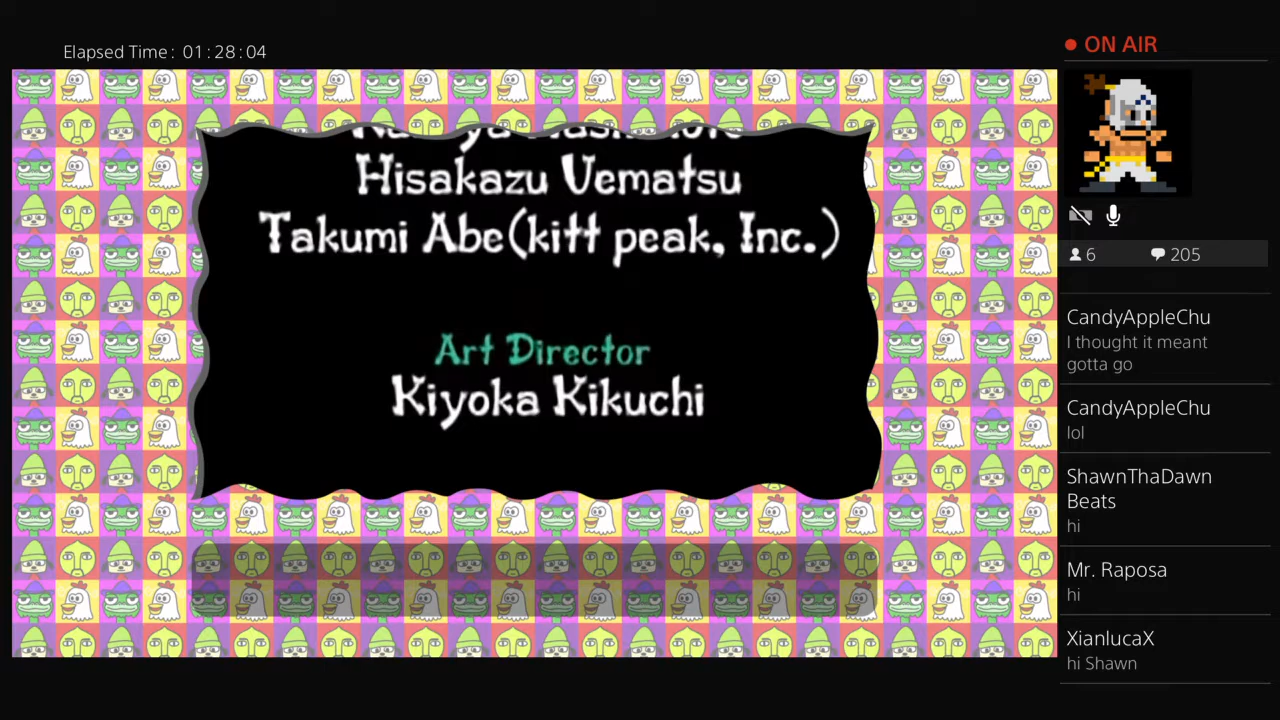 Elapsed Time: 01:28:04
ON AIR
Hisakazu Uematsu
Takumi Abe(kitt peak, Inc.)
Art Director
Kiyoka Kikuchi
6 205
CandyAppleChu
I thought it meant
gotta go
CandyAppleChu
lol
ShawnThaDawn
Beats
hi
Mr. Raposa
hi
XianlucaX
hi Shawn